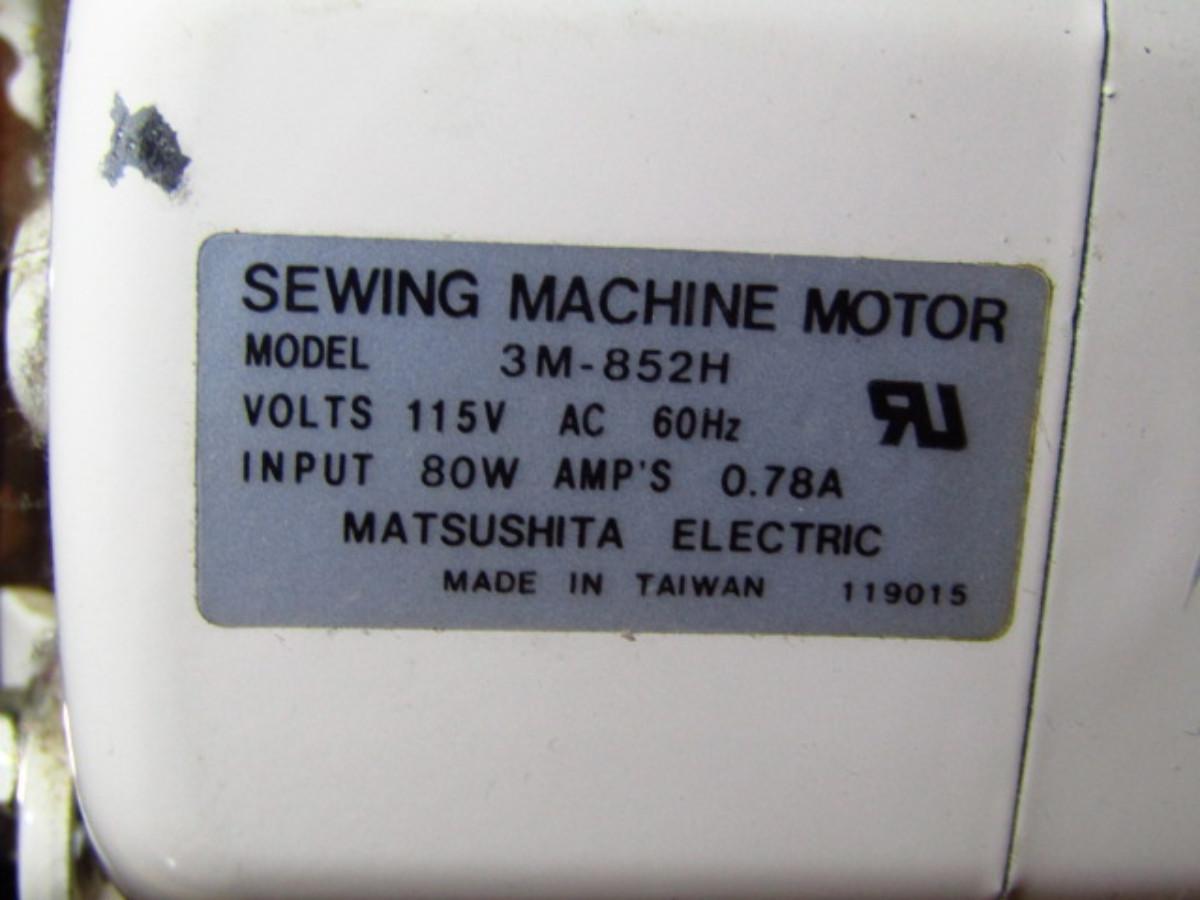 SEWING MACHINE MOTOR
MODEL 3M-852H
VOLTS 115V AC 60Hz
INPUT 80W AMP'S 0.78A
MATSUSHITA ELECTRIC
MADE IN TAIWAN 119015